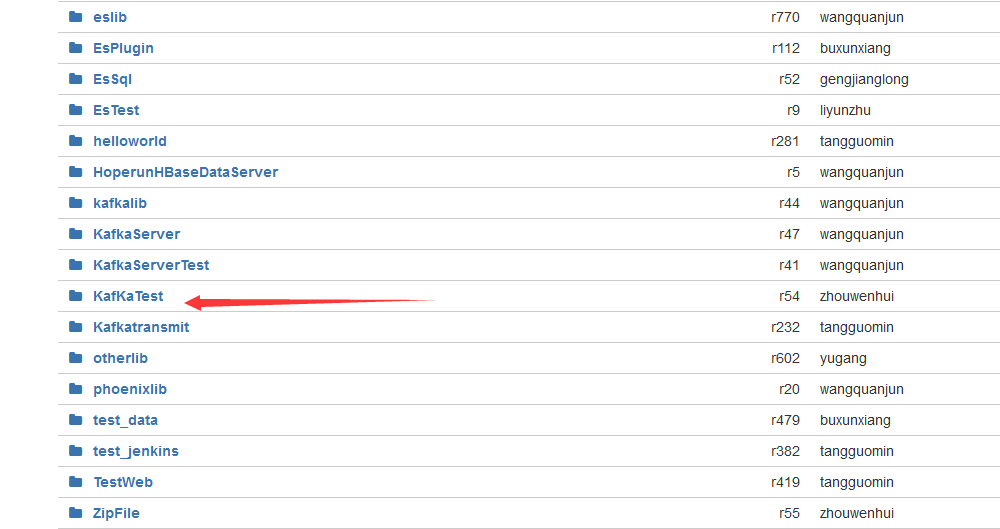 eslib r770 wangquanjun
EsPlugin r112 buxunxiang
EsSql r52 gengjianglong
EsTest r9 liyunzhu
helloworld r281 tangguomin
HoperunHBaseDataServer r5 wangquanjun
kafkalib r44 wangquanjun
KafkaServer r47 wangquanjun
KafkaServerTest r41 wangquanjun
KafKaTest r54 zhouwenhui
Kafkatransmit r232 tangguomin
otherlib r602 yugang
phoenixlib r20 wangquanjun
test_data r479 buxunxiang
test_jenkins r382 tangguomin
TestWeb r419 tangguomin
ZipFile r55 zhouwenhui